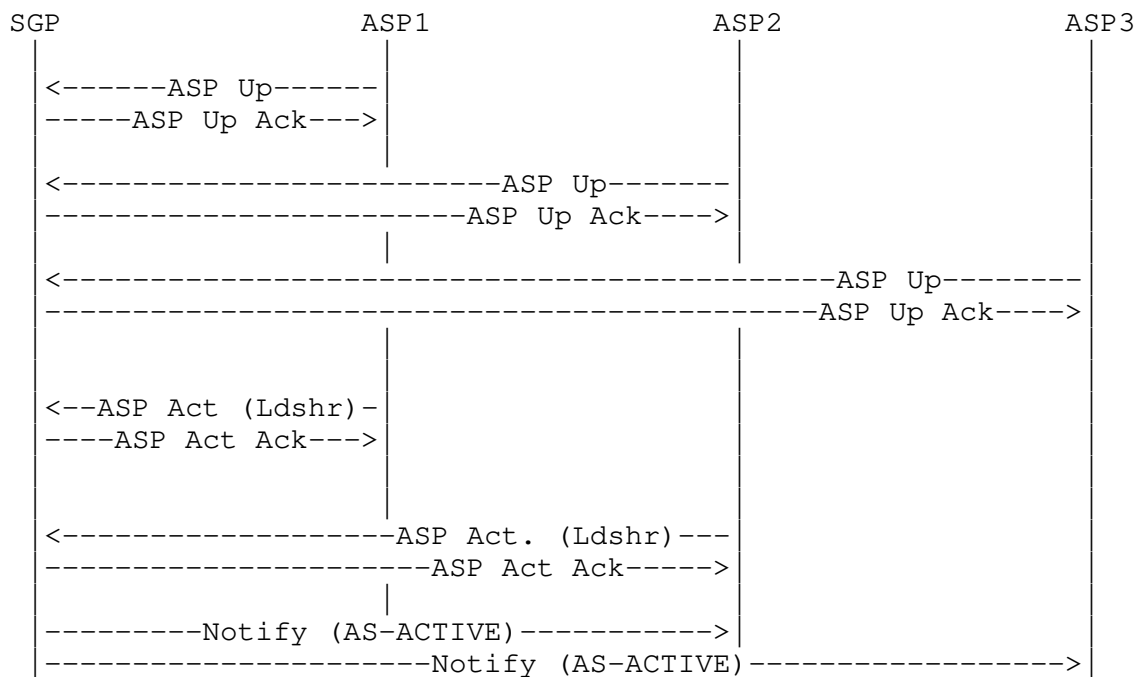 SGP ASP1 ASP2 ASP3
<------ASP Up------
-----ASP Up Ack--->
<-------------------------ASP Up-------
------------------------ASP Up Ack---->
<--------------------------------------------ASP Up--------
--------------------------------------------ASP Up Ack---->
<--ASP Act (Ldshr)-
----ASP Act Ack--->
<-------------------ASP Act. (Ldshr)---
----------------------ASP Act Ack----->
---------Notify (AS-ACTIVE)----------->
----------------------Notify (AS-ACTIVE)------------------>